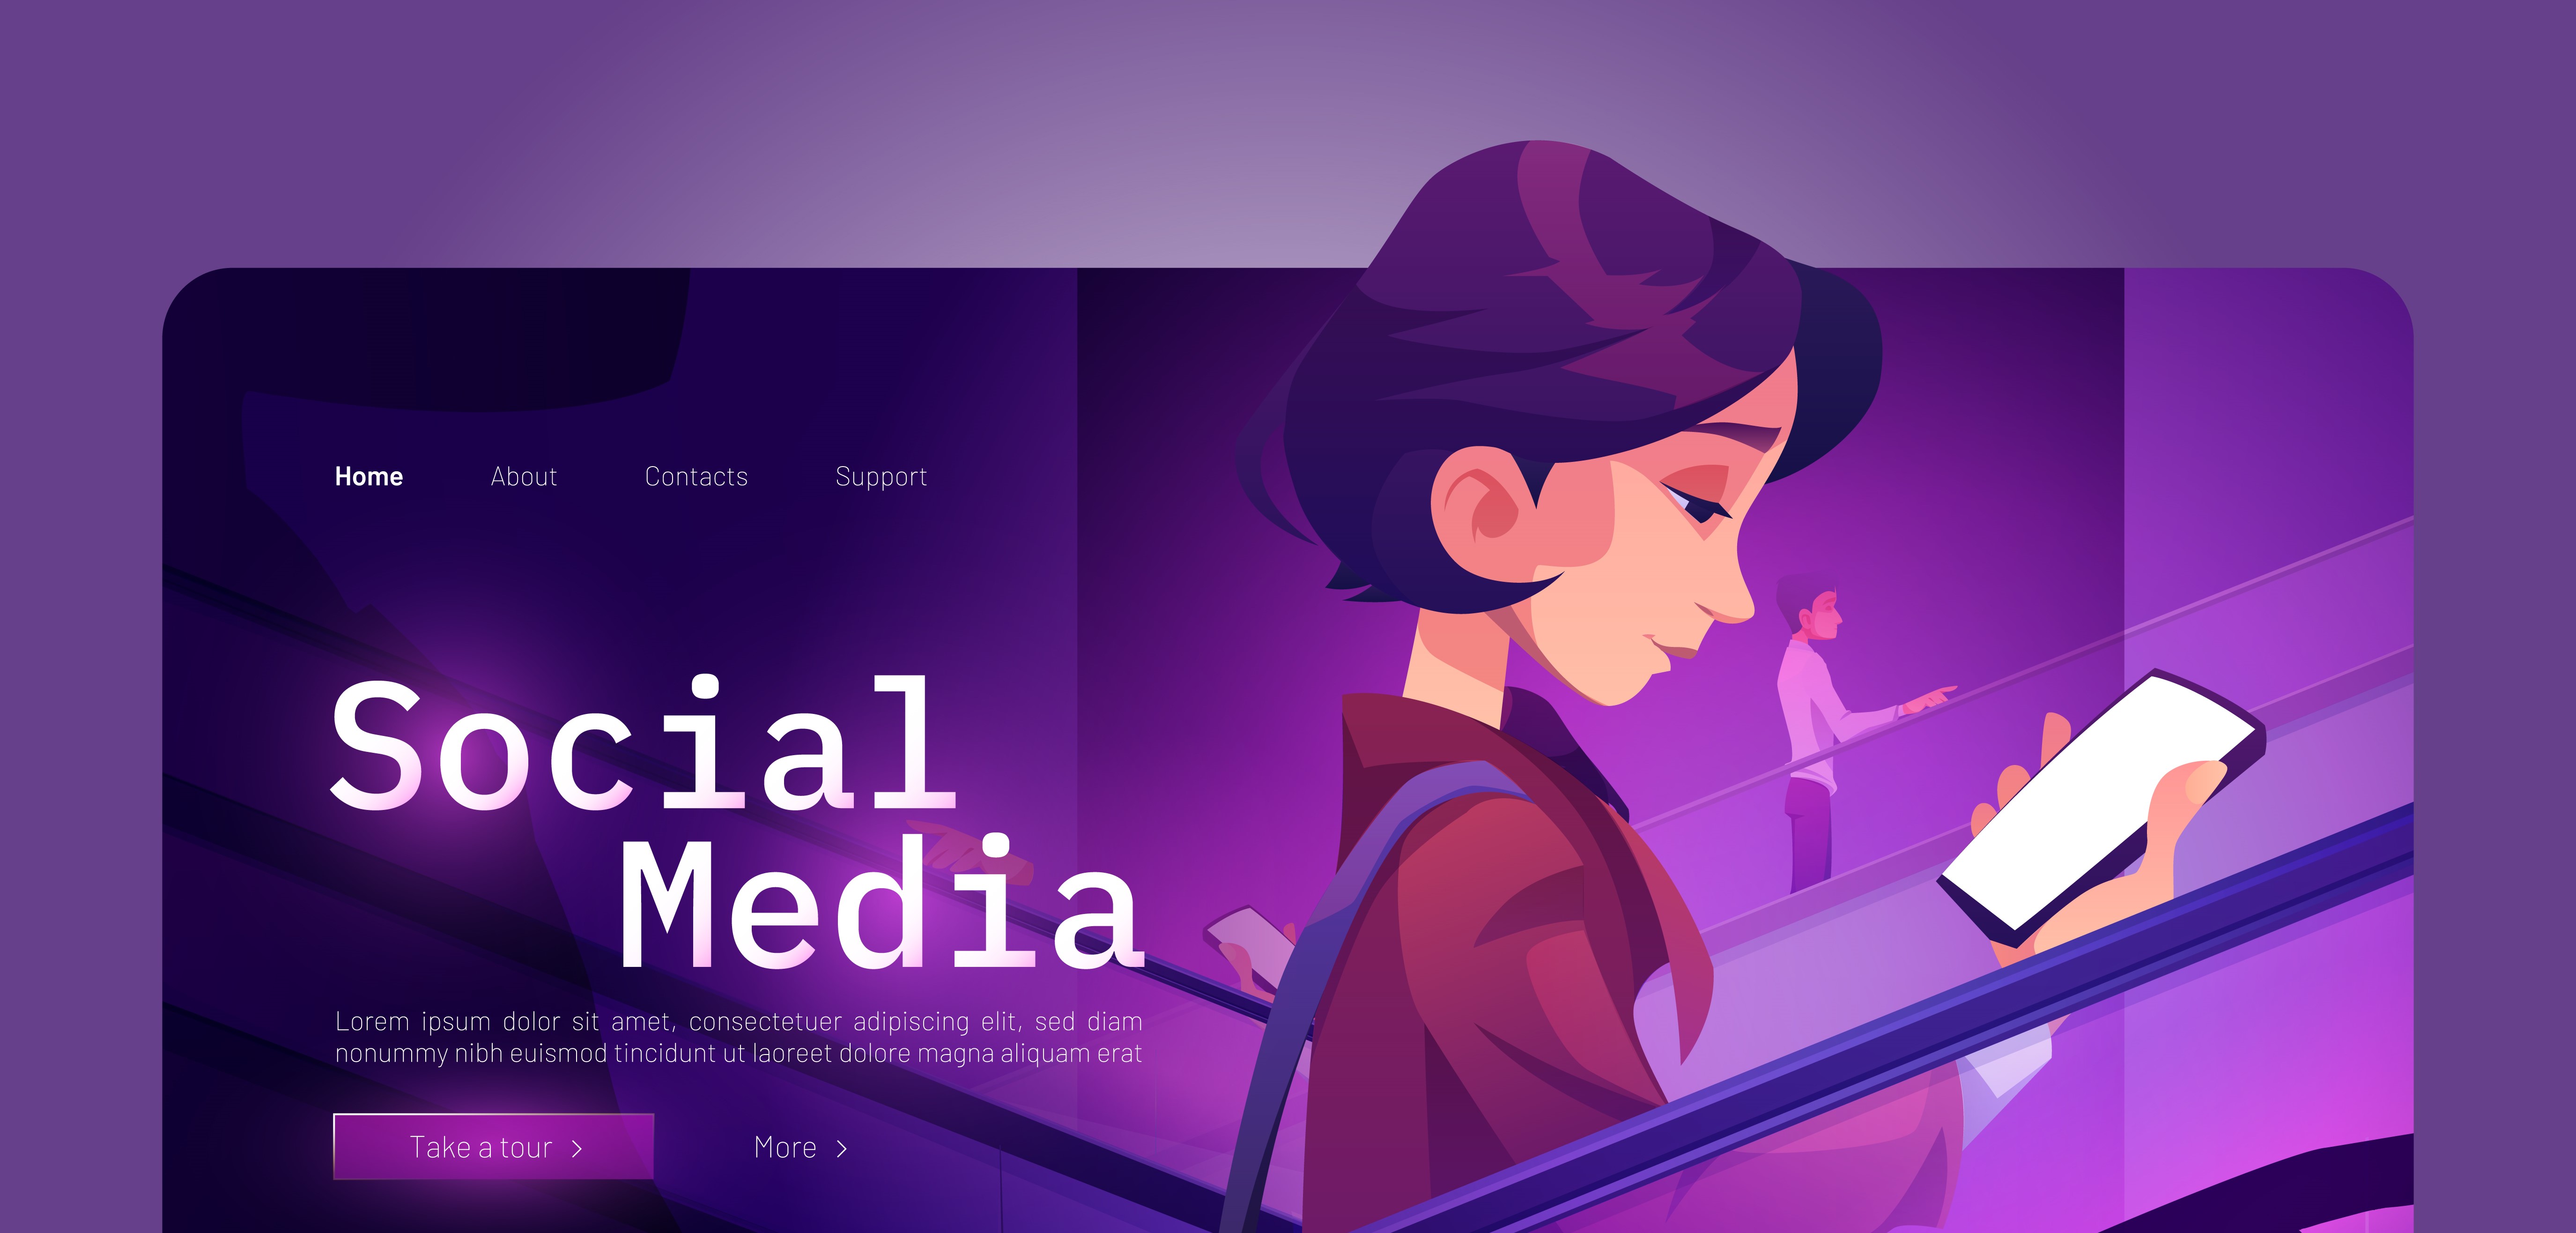 Home About Contacts Support
Social
Media
Lorem ipsum dolor sit amet, consectetuer adipiscing elit, sed diam
nonummy nibh euismod tincidunt ut laoreet dolore magna aliquam erat
Take a tour > More >